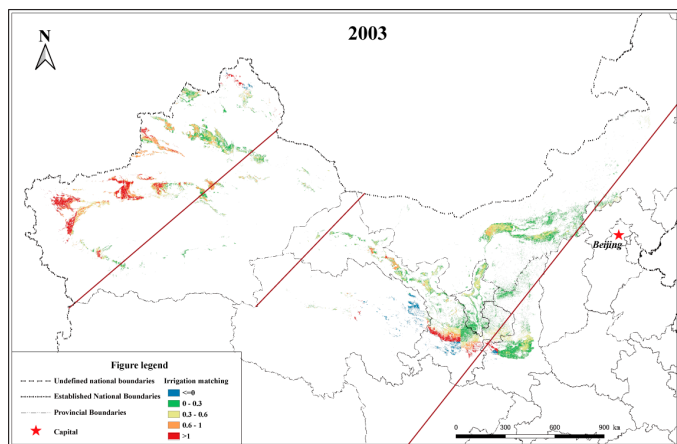 2003
N
Beijing
Figure legend
Undefined national boundaries
Established National Boundaries
Provincial Boundaries
Capital
Irrigation matching
<=0
0 - 0.3
0.3 - 0.6
0.6 - 1
>1
0 300 600 900 km